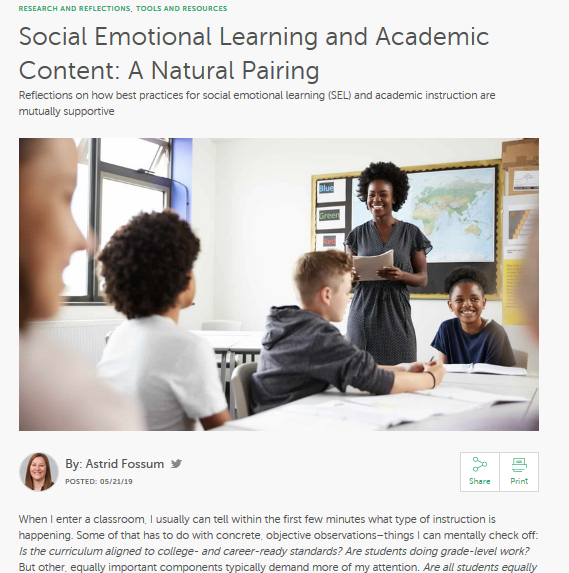 RESEARCH AND REFLECTIONS, TOOLS AND RESOURCES
Social Emotional Learning and Academic
Content: A Natural Pairing
Reflections on how best practices for social emotional learning (SEL) and academic instruction are
mutually supportive
Blue
Green
Red
By: Astrid Fossum
POSTED: 05/21/19
Share
Print
When I enter a classroom, I usually can tell within the first few minutes what type of instruction is
happening. Some of that has to do with concrete, objective observations–things I can mentally check off:
Is the curriculum aligned to college- and career-ready standards? Are students doing grade-level work?
But other, equally important components typically demand more of my attention. Are all students equally